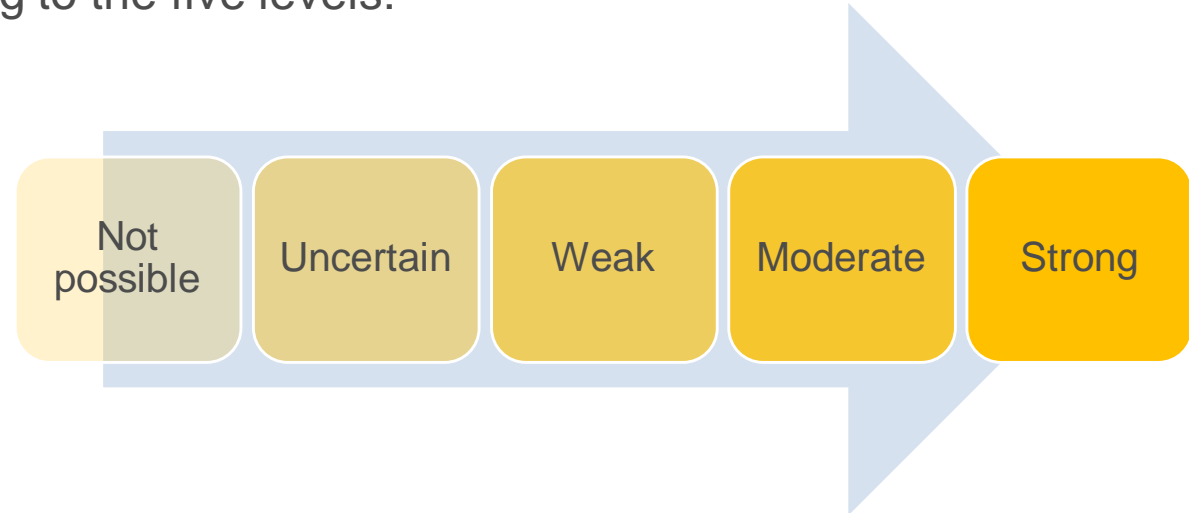 to the five levels.
Not
possible
Uncertain
Weak
Moderate
Strong